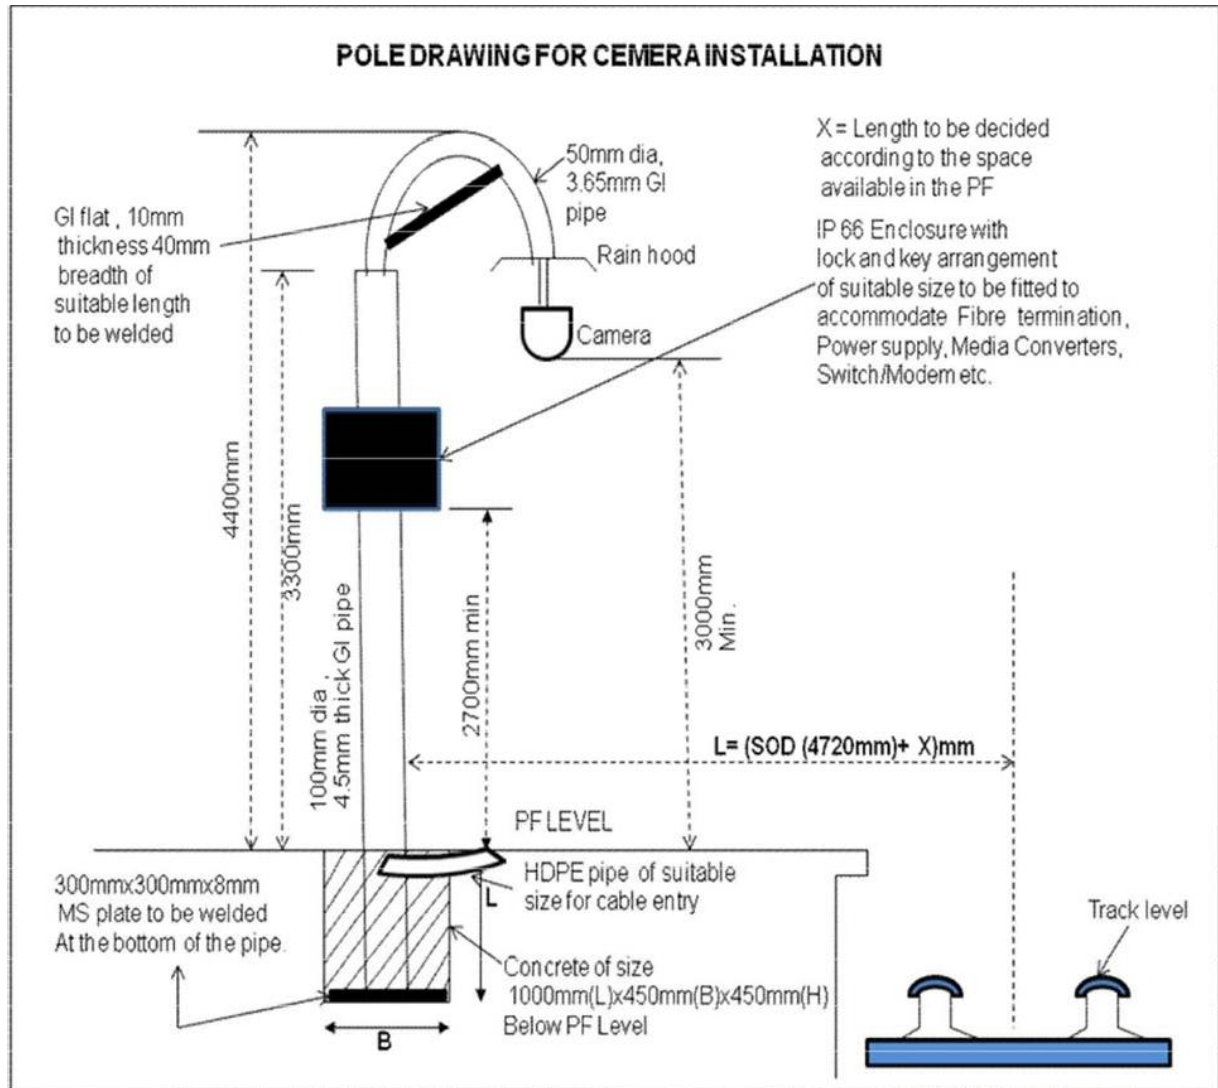 POLE DRAWING FOR CEMERA INSTALLATION
X = Length to be decided
according to the space
available in the PF
50mm dia,
3.65mm GI
pipe
GI flat , 10mm
thickness 40mm
breadth of
suitable length
to be welded
IP 66 Enclosure with
lock and key arrangement
of suitable size to be fitted to
accommodate Fibre termination,
Power supply, Media Converters,
Switch/Modem etc.
Rain hood
Camera
4400mm
3300mm
100mm dia ,
4.5mm thick GI pipe
2700mm min
3000mm
Min.
L= (SOD (4720mm)+ X)mm
PF LEVEL
300mmx300mmx8mm
MS plate to be welded
At the bottom of the pipe.
HDPE pipe of suitable
size for cable entry
L
Track level
Concrete of size
1000mm(L)x450mm(B)x450mm(H)
Below PF Level
B